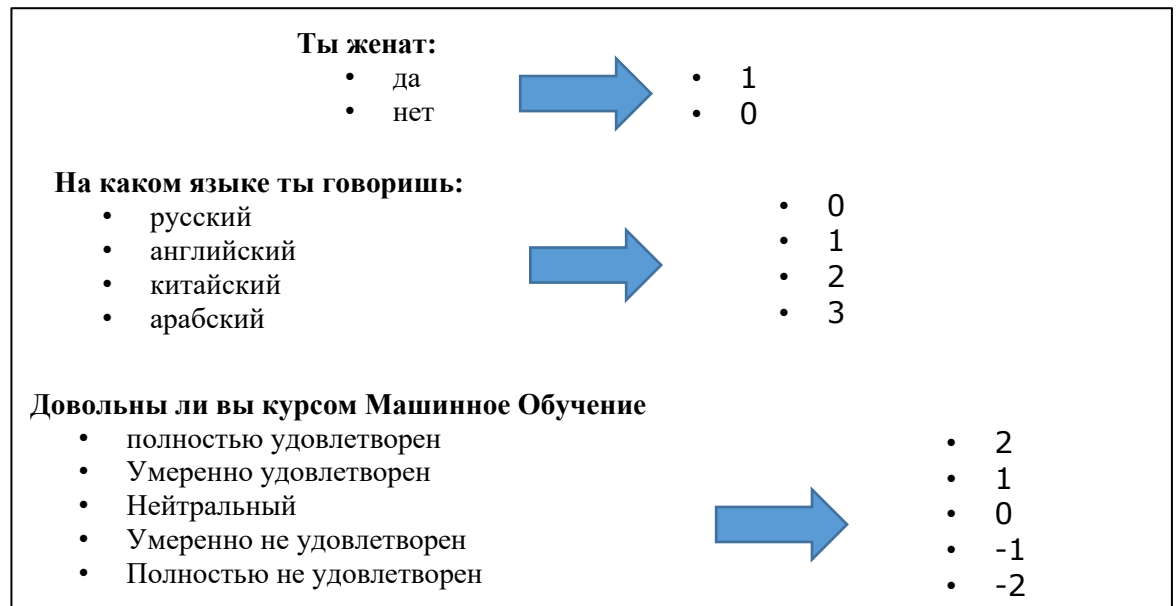 Ты женат:
• да
• нет
• 1
• 0
На каком языке ты говоришь:
• русский
• английский
• китайский
• арабский
• 0
• 1
• 2
• 3
Довольны ли вы курсом Машинное Обучение
• полностью удовлетворен
• Умеренно удовлетворен
• Нейтральный
• Умеренно не удовлетворен
• Полностью не удовлетворен
• 2
• 1
• 0
• -1
• -2